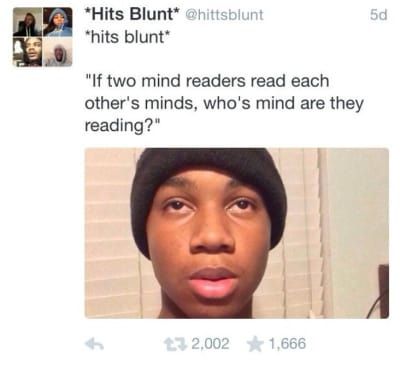 *Hits Blunt* @hittsblunt 5d
*hits blunt*
"If two mind readers read each
other's minds, who's mind are they
reading?"
2,002 1,666